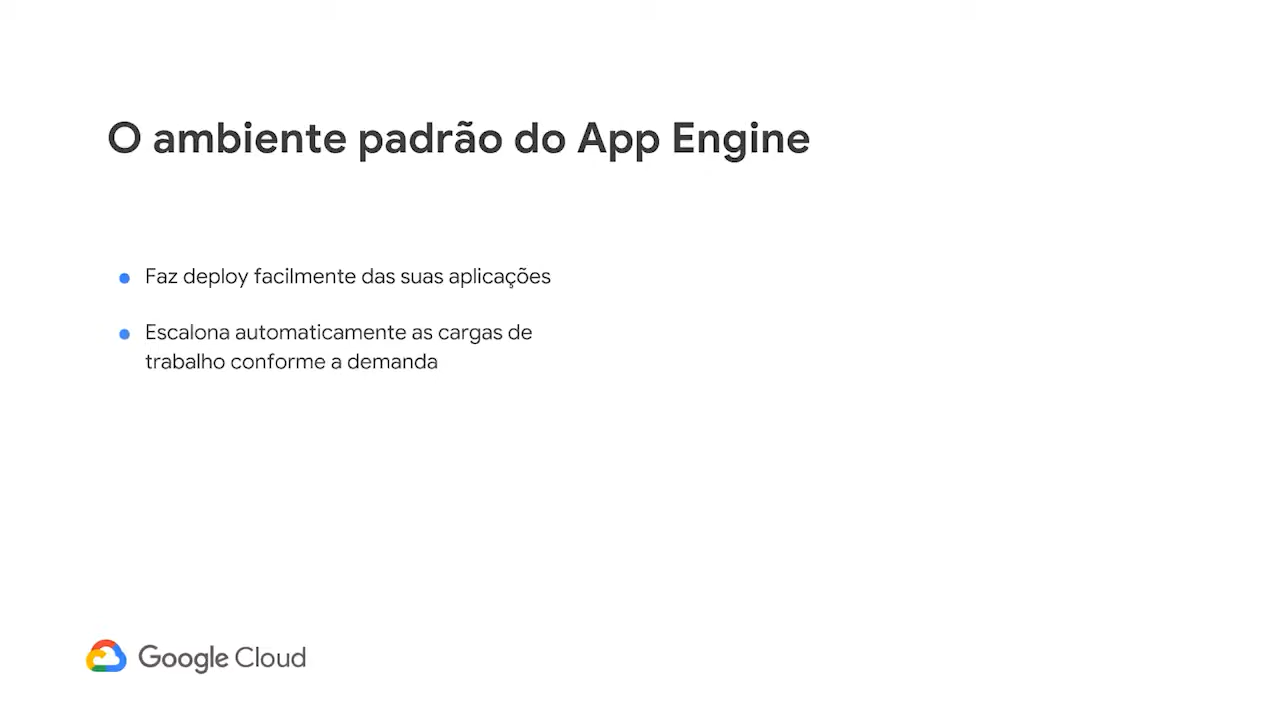 O ambiente padrão do App Engine
Faz deploy facilmente das suas aplicações
Escalona automaticamente as cargas de
trabalho conforme a demanda
Google Cloud